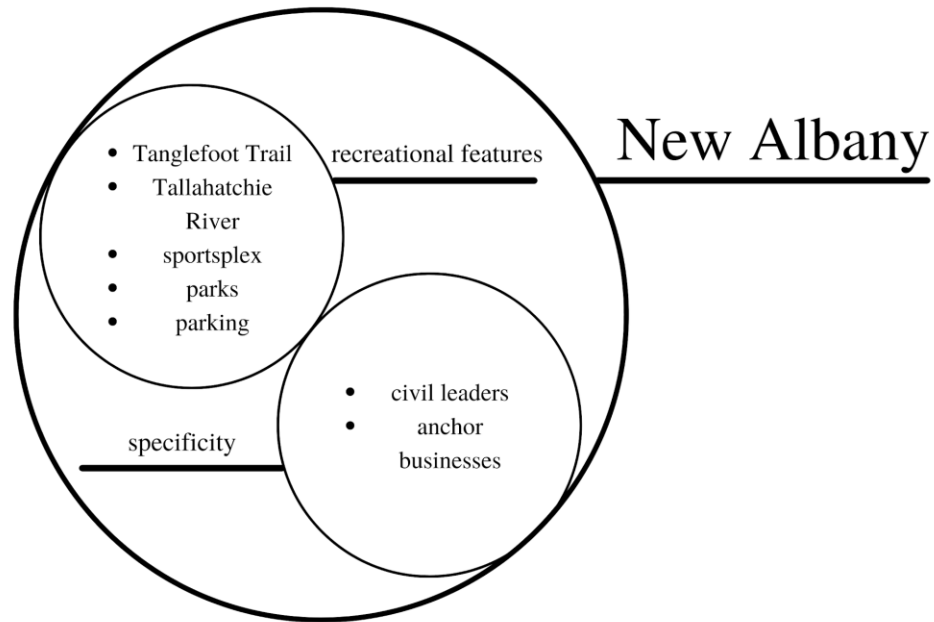 New Albany
recreational features
• Tanglefoot Trail
• Tallahatchie
River
• sportsplex
• parks
• parking
specificity
• civil leaders
• anchor
businesses